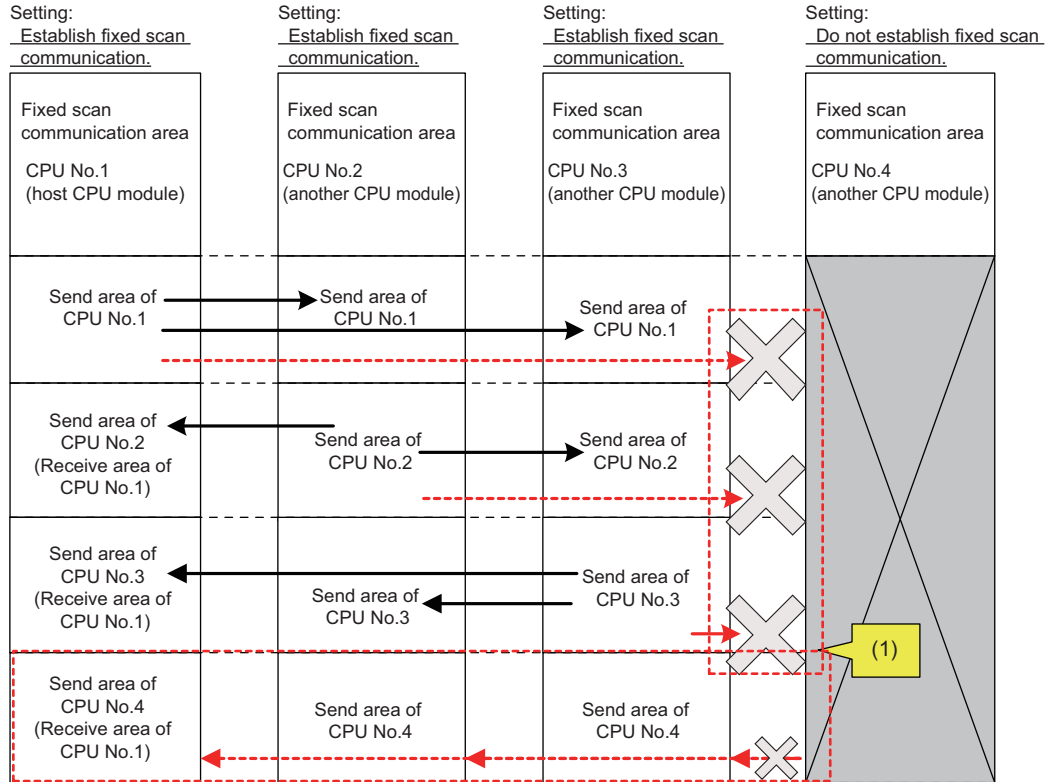 Setting:
Establish fixed scan
communication.
Setting:
Establish fixed scan
communication.
Setting:
Establish fixed scan
communication.
Setting:
Do not establish fixed scan
communication.
Fixed scan
communication area
CPU No.1
(host CPU module)
Fixed scan
communication area
CPU No.2
(another CPU module)
Fixed scan
communication area
CPU No.3
(another CPU module)
Fixed scan
communication area
CPU No.4
(another CPU module)
Send area of
CPU No.1
Send area of
CPU No.1
Send area of
CPU No.1
Send area of
CPU No.2
(Receive area of
CPU No.1)
Send area of
CPU No.2
Send area of
CPU No.2
Send area of
CPU No.3
(Receive area of
CPU No.1)
Send area of
CPU No.3
Send area of
CPU No.3
(1)
Send area of
CPU No.4
(Receive area of
CPU No.1)
Send area of
CPU No.4
Send area of
CPU No.4